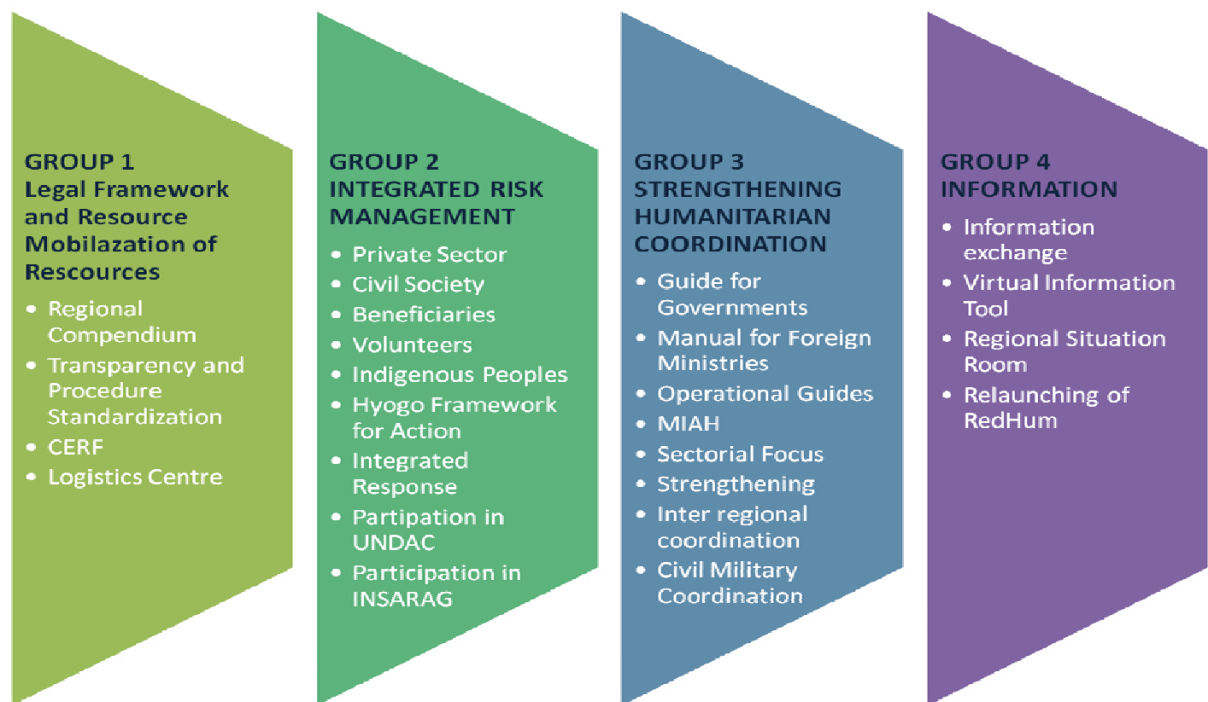 GROUP 1
Legal Framework
and Resource
Mobilazation of
Rescources
• Regional
Compendium
• Transparency and
Procedure
Standardization
• CERF
• Logistics Centre
GROUP 2
INTEGRATED RISK
MANAGEMENT
• Private Sector
• Civil Society
• Beneficiaries
• Volunteers
• Indigenous Peoples
• Hyogo Framework
for Action
• Integrated
Response
• Partipation in
UNDAC
• Participation in
INSARAG
GROUP 3
STRENGTHENING
HUMANITARIAN
COORDINATION
• Guide for
Governments
• Manual for Foreign
Ministries
• Operational Guides
• MIAH
• Sectorial Focus
• Strengthening
• Inter regional
coordination
• Civil Military
Coordination
GROUP 4
INFORMATION
• Information
exchange
• Virtual Information
Tool
• Regional Situation
Room
• Relaunching of
RedHum